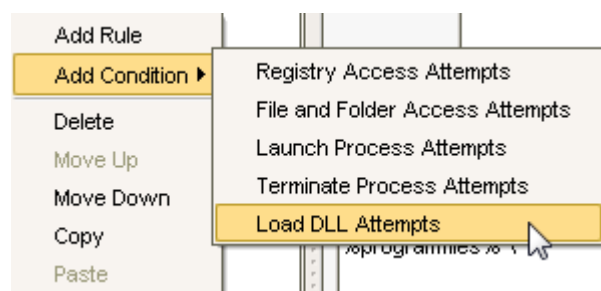 Add Rule
Add Condition
Delete
Move Up
Move Down
Copy
Paste
Registry Access Attempts
File and Folder Access Attempts
Launch Process Attempts
Terminate Process Attempts
Load DLL Attempts